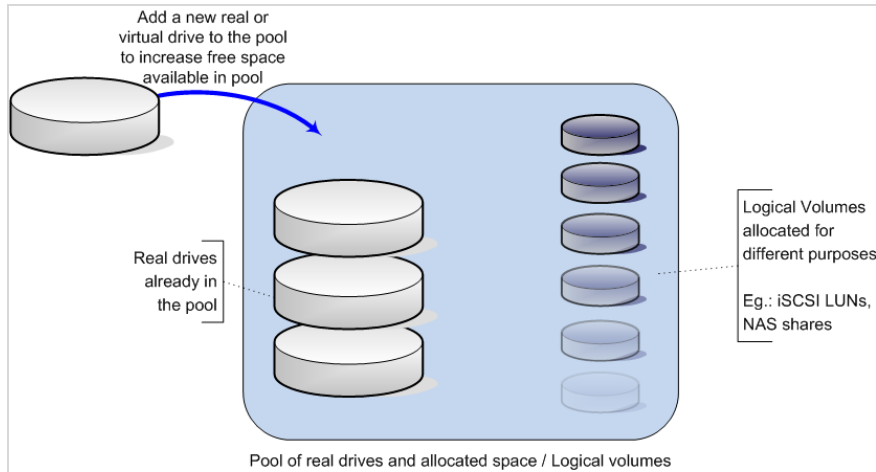 Add a new real or
virtual drive to the pool
to increase free space
available in pool
Real drives
already in
the pool
Logical Volumes
allocated for
different purposes
Eg.: iSCSI LUNs,
NAS shares
Pool of real drives and allocated space / Logical volumes